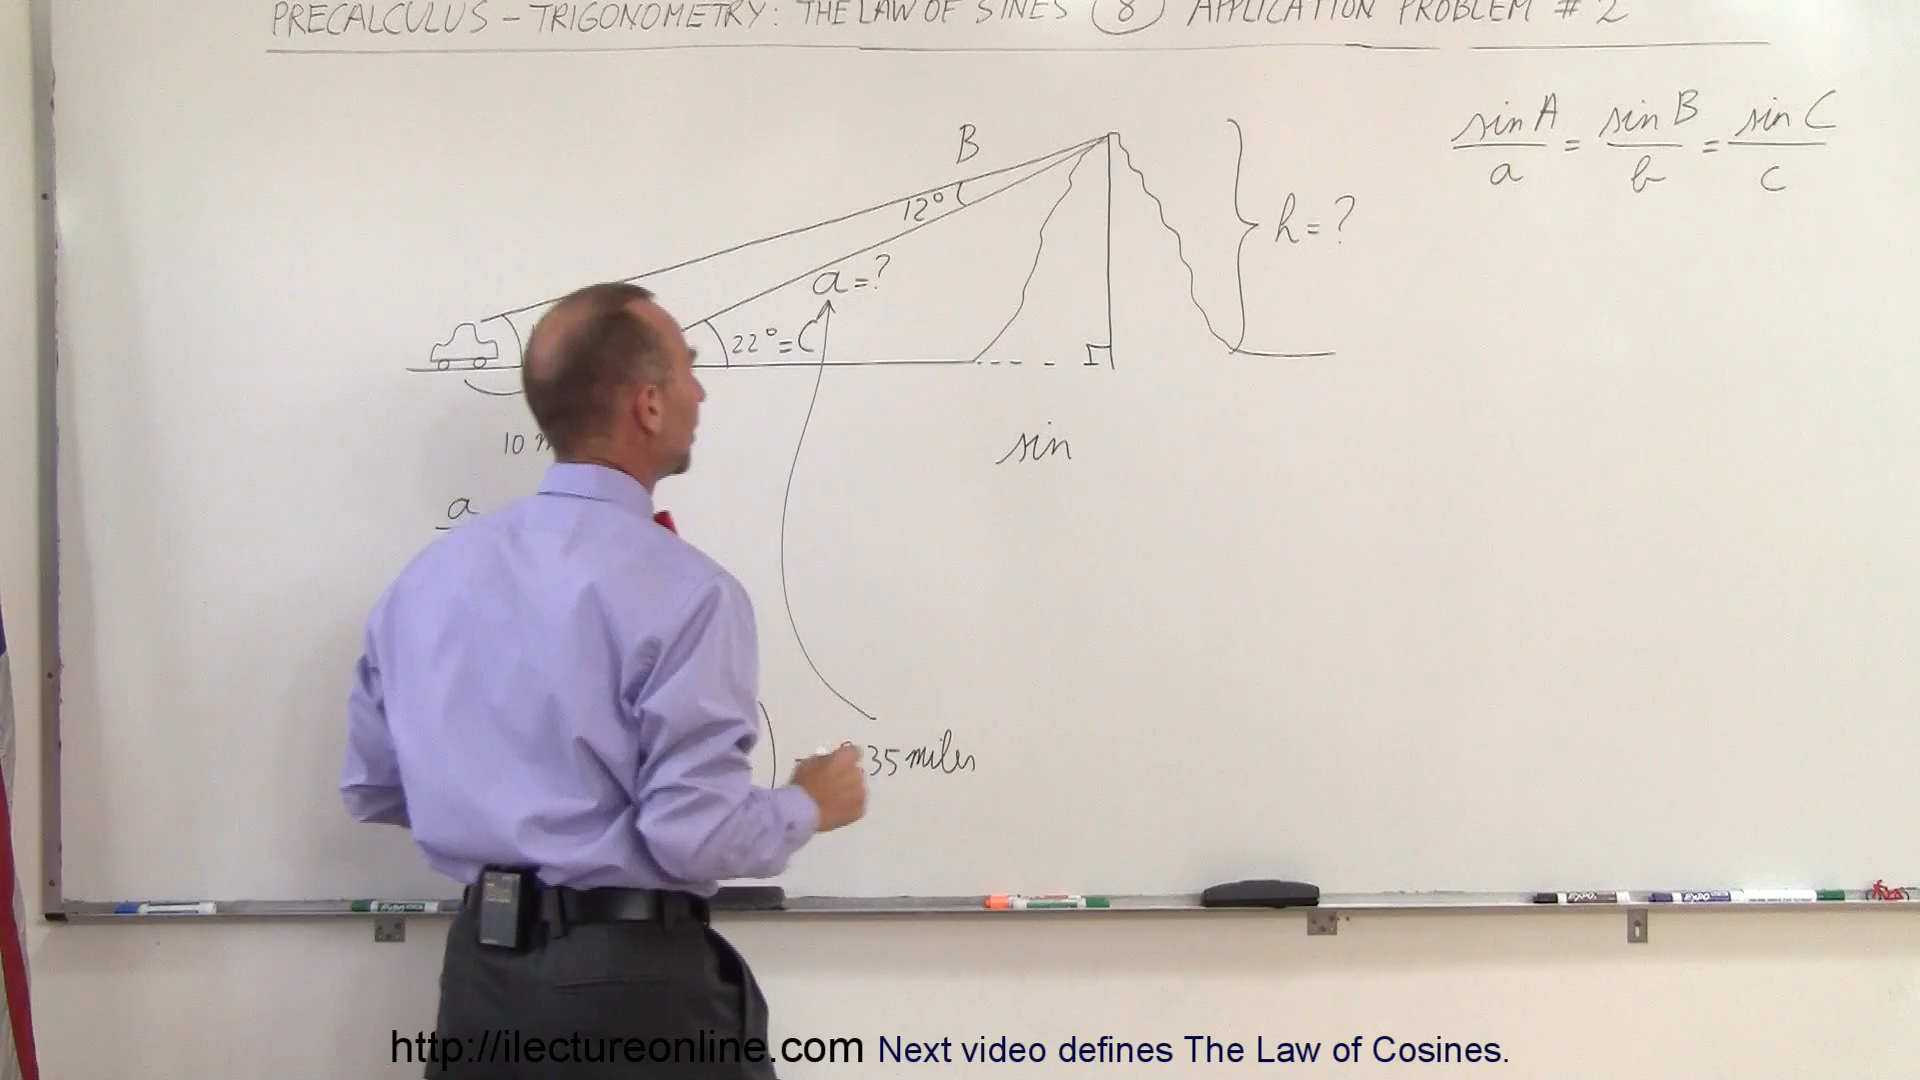 PRECALCULUS - TRIGONOMETRY: THE LAW OF SINES 8 APPLICATION PROBLEM # 2
sin A / a = sin B / b = sin C / c
B
12°
h = ?
a = ?
22° = C
10
sin
a
35 miles
http://ilectureonline.com Next video defines The Law of Cosines.